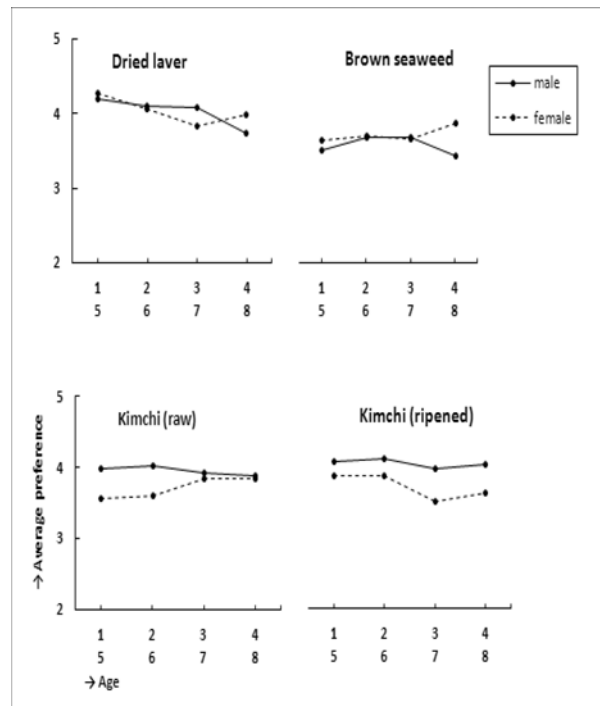 5
Dried laver
Brown seaweed
male
female
4
3
2
1 2 3 4 1 2 3 4
5 6 7 8 5 6 7 8
5
Kimchi (raw)
Kimchi (ripened)
4
3
2
→ Average preference
1 2 3 4 1 2 3 4
5 6 7 8 5 6 7 8
→ Age